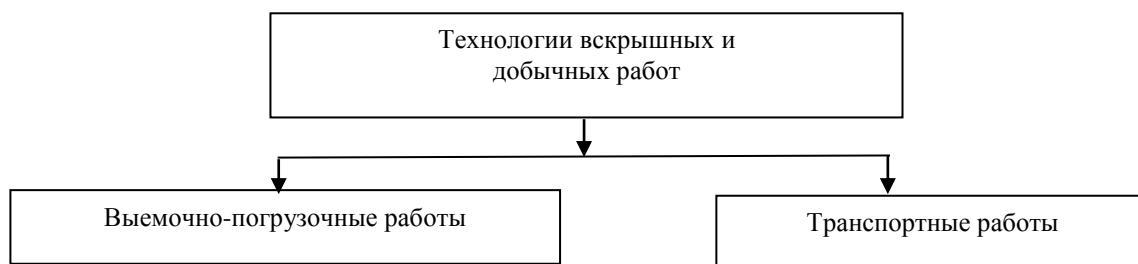 Технологии вскрышных и
добычных работ
Выемочно-погрузочные работы
Транспортные работы